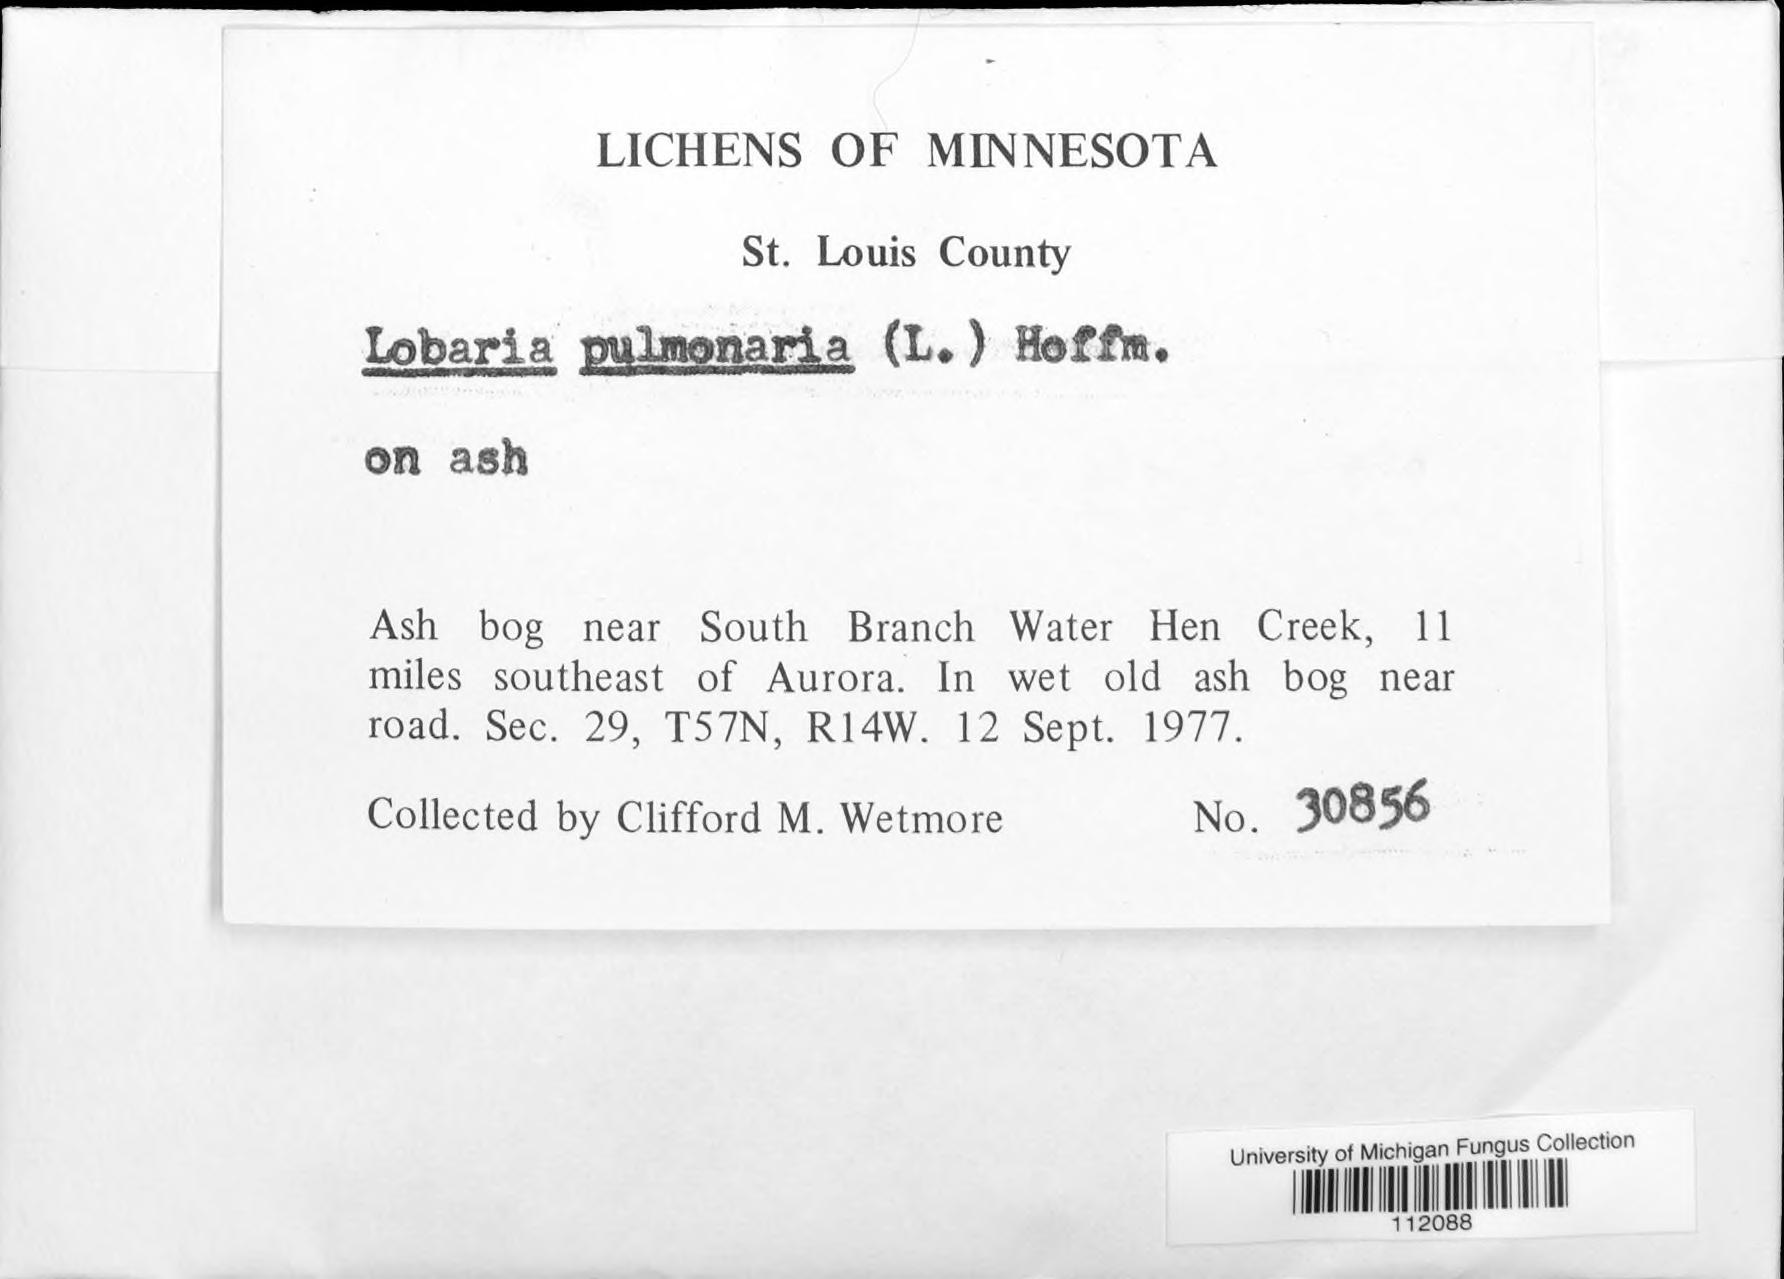 LICHENS OF MINNESOTA
St. Louis County
Lobaria pulmonaria (L.) Hoffm.
on ash
Ash bog near South Branch Water Hen Creek, 11
miles southeast of Aurora. In wet old ash bog near
road. Sec. 29, T57N, R14W. 12 Sept. 1977.
Collected by Clifford M. Wetmore No. 30856
University of Michigan Fungus Collection
112088